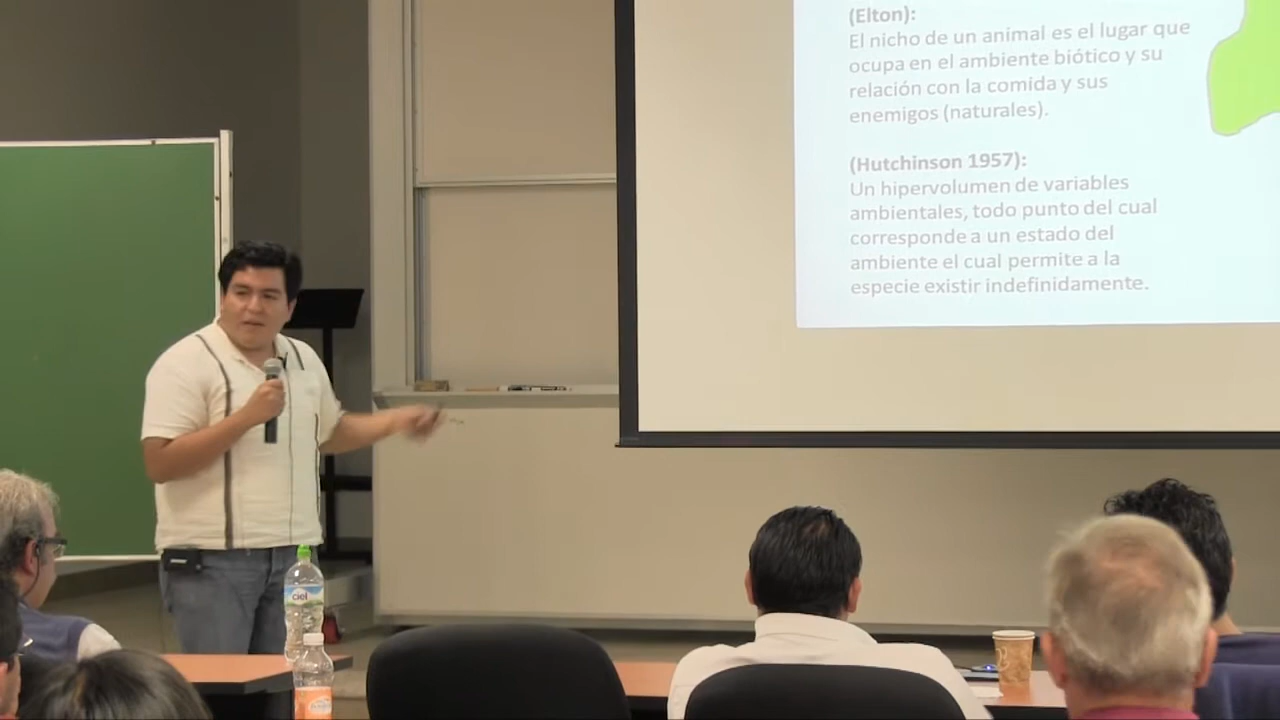 (Elton):
El nicho de un animal es el lugar que
ocupa en el ambiente biótico y su
relación con la comida y sus
enemigos (naturales).
(Hutchinson 1957):
Un hipervolumen de variables
ambientales, todo punto del cual
corresponde a un estado del
ambiente el cual permite a la
especie existir indefinidamente.
ciel